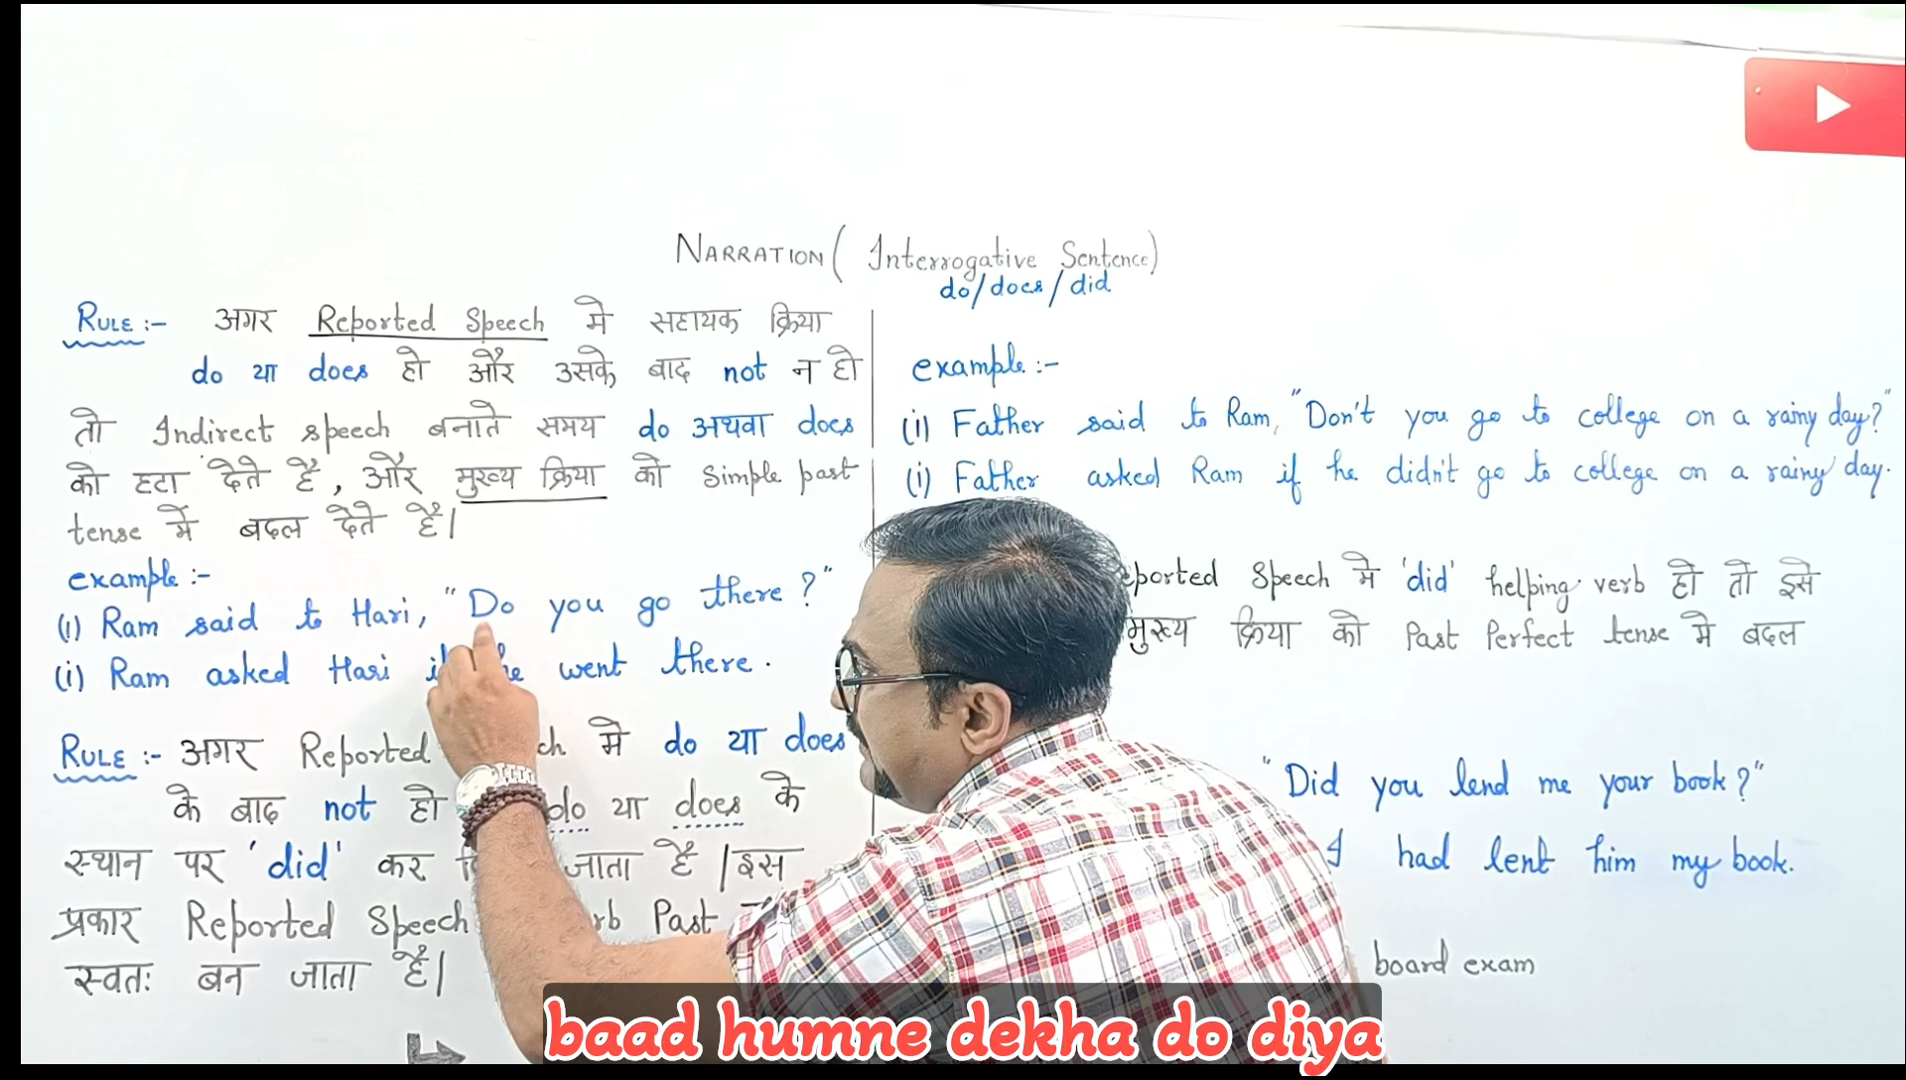 NARRATION ( Interrogative Sentence)
do/does/did
RULE :- अगर Reported Speech मे सहायक क्रिया
do या does हो और उसके बाद not न हो
तो Indirect speech बनाते समय do अथवा does
को हटा देते है, और मुख्य क्रिया को simple past
tense में बदल देते है।
example :-
(i) Ram said to Hari, "Do you go there?"
(i) Ram asked Hari he went there.
RULE :- अगर Reported मे do या does
के बाद not हो do या does के
स्थान पर 'did' कर जाता है |इस
प्रकार Reported Speech Past
स्वतः बन जाता है|
example :-
(i) Father said to Ram, "Don't you go to college on a rainy day?"
(i) Father asked Ram if he didn't go to college on a rainy day.
eported Speech मे 'did' helping verb हो तो इसे
मुख्य क्रिया को Past Perfect tense मे बदल
"Did you lend me your book?"
I had lent him my book.
board exam
baad humne dekha do diya